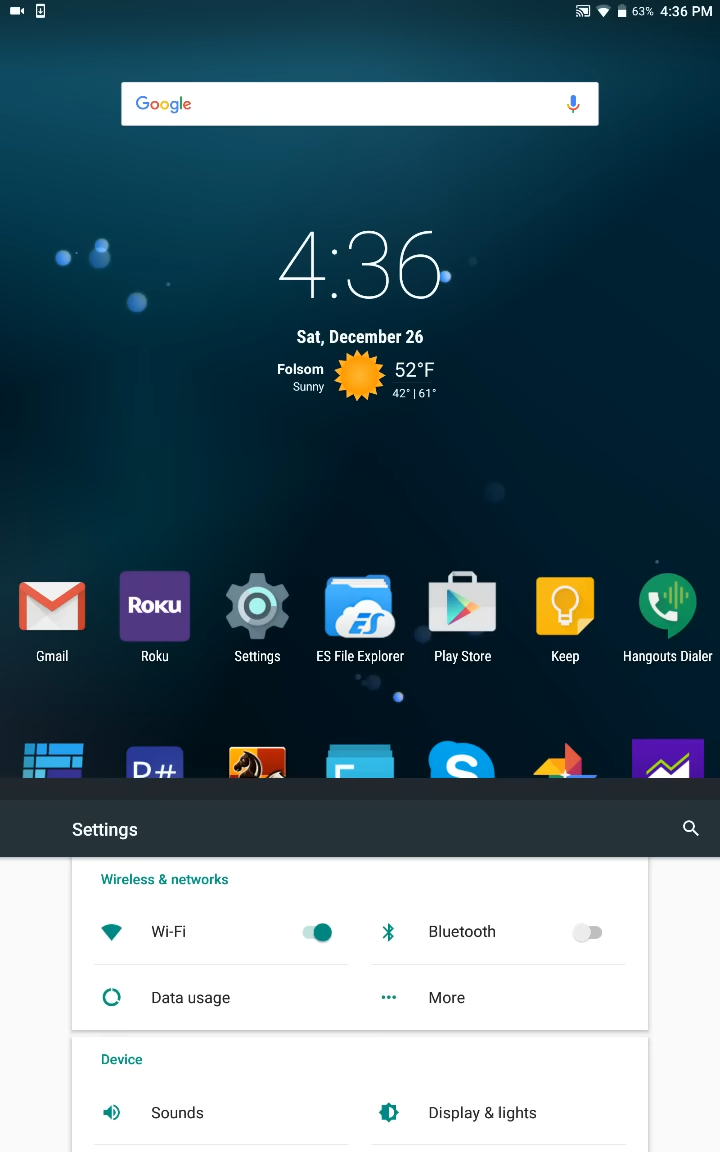 63% 4:36 PM
Google
4:36
Sat, December 26
Folsom
Sunny
52°F
42° | 61°
Roku
Gmail Roku Settings ES File Explorer Play Store Keep Hangouts Dialer
Settings
Wireless & networks
Wi-Fi Bluetooth
Data usage More
Device
Sounds Display & lights